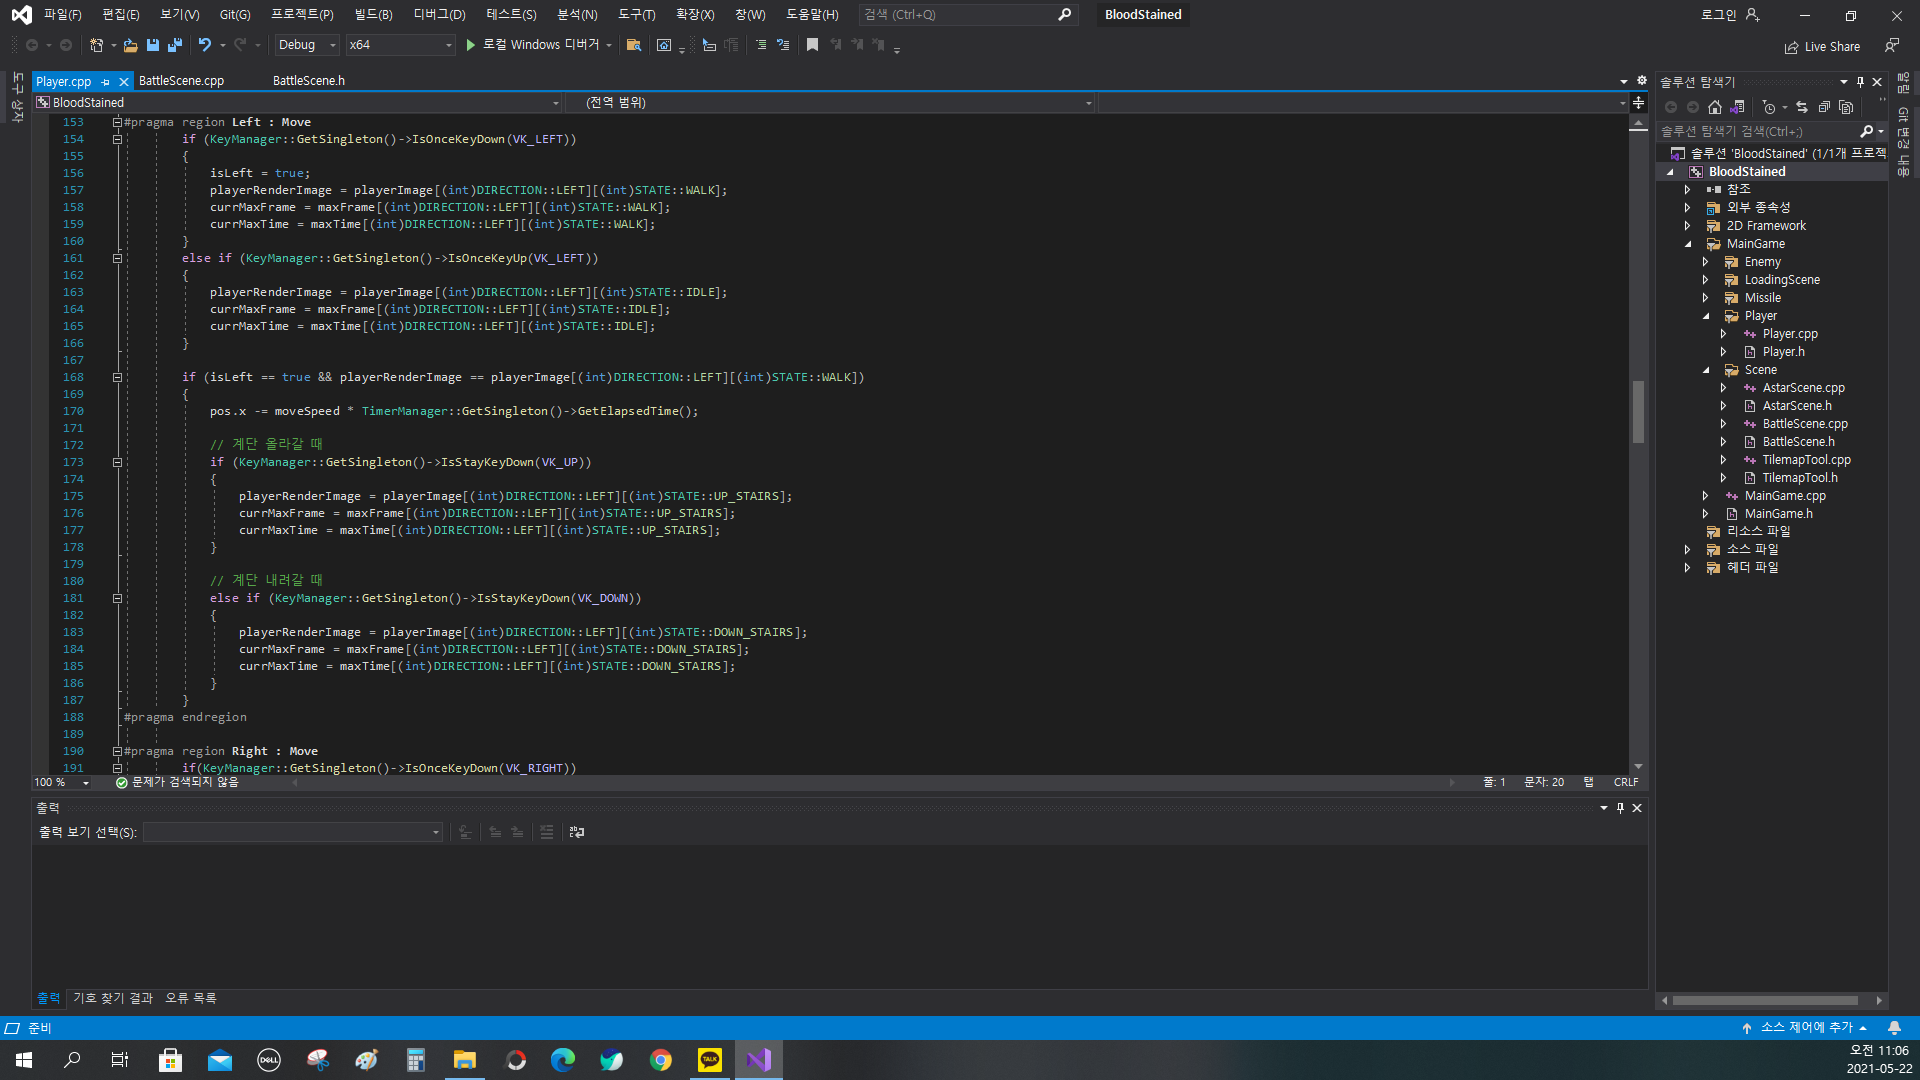 파일(F) 편집(E) 보기(V) Git(G) 프로젝트(P) 빌드(B) 디버그(D) 테스트(S) 분석(N) 도구(T) 확장(X) 창(W) 도움말(H) 검색 (Ctrl+Q) BloodStained 로그인
Debug x64 로컬 Windows 디버거 Live Share
도구 상자
Player.cpp BattleScene.cpp BattleScene.h
BloodStained (전역 범위)
153 #pragma region Left : Move
154 if (KeyManager::GetSingleton()->IsOnceKeyDown(VK_LEFT))
155 {
156 isLeft = true;
157 playerRenderImage = playerImage[(int)DIRECTION::LEFT][(int)STATE::WALK];
158 currMaxFrame = maxFrame[(int)DIRECTION::LEFT][(int)STATE::WALK];
159 currMaxTime = maxTime[(int)DIRECTION::LEFT][(int)STATE::WALK];
160 }
161 else if (KeyManager::GetSingleton()->IsOnceKeyUp(VK_LEFT))
162 {
163 playerRenderImage = playerImage[(int)DIRECTION::LEFT][(int)STATE::IDLE];
164 currMaxFrame = maxFrame[(int)DIRECTION::LEFT][(int)STATE::IDLE];
165 currMaxTime = maxTime[(int)DIRECTION::LEFT][(int)STATE::IDLE];
166 }
167
168 if (isLeft == true && playerRenderImage == playerImage[(int)DIRECTION::LEFT][(int)STATE::WALK])
169 {
170 pos.x -= moveSpeed * TimerManager::GetSingleton()->GetElapsedTime();
171
172 // 계단 올라갈 때
173 if (KeyManager::GetSingleton()->IsStayKeyDown(VK_UP))
174 {
175 playerRenderImage = playerImage[(int)DIRECTION::LEFT][(int)STATE::UP_STAIRS];
176 currMaxFrame = maxFrame[(int)DIRECTION::LEFT][(int)STATE::UP_STAIRS];
177 currMaxTime = maxTime[(int)DIRECTION::LEFT][(int)STATE::UP_STAIRS];
178 }
179
180 // 계단 내려갈 때
181 else if (KeyManager::GetSingleton()->IsStayKeyDown(VK_DOWN))
182 {
183 playerRenderImage = playerImage[(int)DIRECTION::LEFT][(int)STATE::DOWN_STAIRS];
184 currMaxFrame = maxFrame[(int)DIRECTION::LEFT][(int)STATE::DOWN_STAIRS];
185 currMaxTime = maxTime[(int)DIRECTION::LEFT][(int)STATE::DOWN_STAIRS];
186 }
187 }
188 #pragma endregion
189
190 #pragma region Right : Move
191 if(KeyManager::GetSingleton()->IsOnceKeyDown(VK_RIGHT))
100 % 문제가 검색되지 않음 줄: 1 문자: 20 탭 CRLF
출력
출력 보기 선택(S):
출력 기호 찾기 결과 오류 목록
솔루션 탐색기
솔루션 탐색기 검색(Ctrl+;)
솔루션 'BloodStained' (1/1개 프로젝
BloodStained
참조
외부 종속성
2D Framework
MainGame
Enemy
LoadingScene
Missile
Player
Player.cpp
Player.h
Scene
AstarScene.cpp
AstarScene.h
BattleScene.cpp
BattleScene.h
TilemapTool.cpp
TilemapTool.h
MainGame.cpp
MainGame.h
리소스 파일
소스 파일
헤더 파일
알림
Git 변경 내용
준비 소스 제어에 추가
DELL TALK
오전 11:06
2021-05-22